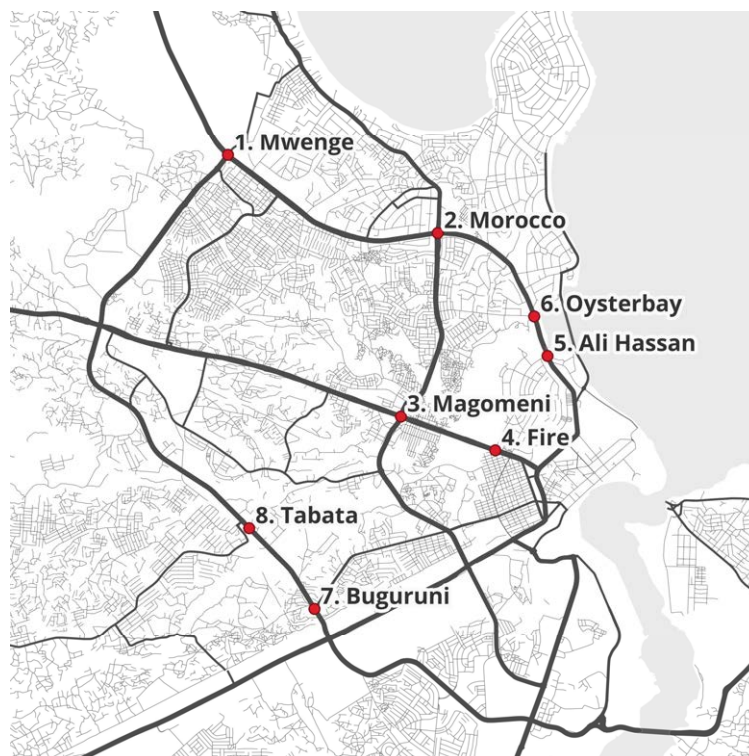 1. Mwenge
2. Morocco
6. Oysterbay
5. Ali Hassan
3. Magomeni
4. Fire
8. Tabata
7. Buguruni